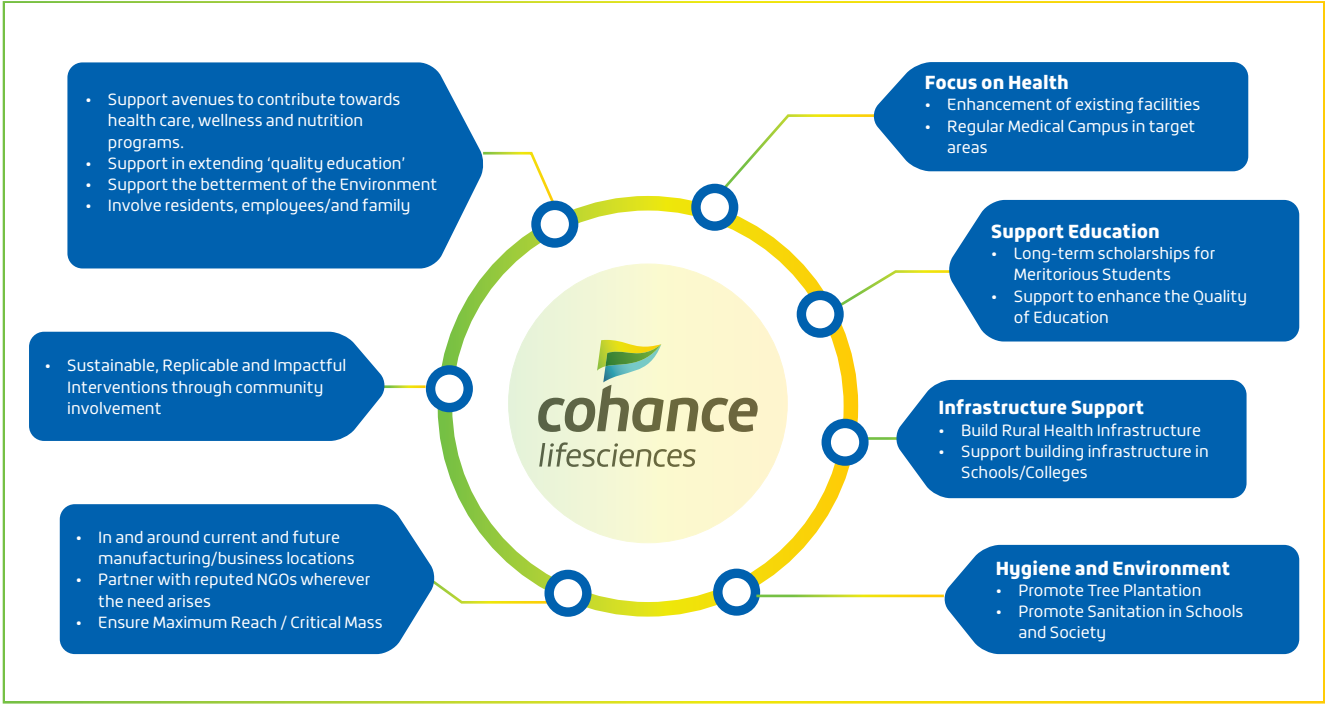 • Support avenues to contribute towards
health care, wellness and nutrition
programs.
• Support in extending ‘quality education’
• Support the betterment of the Environment
• Involve residents, employees/and family
• Sustainable, Replicable and Impactful
Interventions through community
involvement
• In and around current and future
manufacturing/business locations
• Partner with reputed NGOs wherever
the need arises
• Ensure Maximum Reach / Critical Mass
cohance
lifesciences
Focus on Health
• Enhancement of existing facilities
• Regular Medical Campus in target
areas
Support Education
• Long-term scholarships for
Meritorious Students
• Support to enhance the Quality
of Education
Infrastructure Support
• Build Rural Health Infrastructure
• Support building infrastructure in
Schools/Colleges
Hygiene and Environment
• Promote Tree Plantation
• Promote Sanitation in Schools
and Society